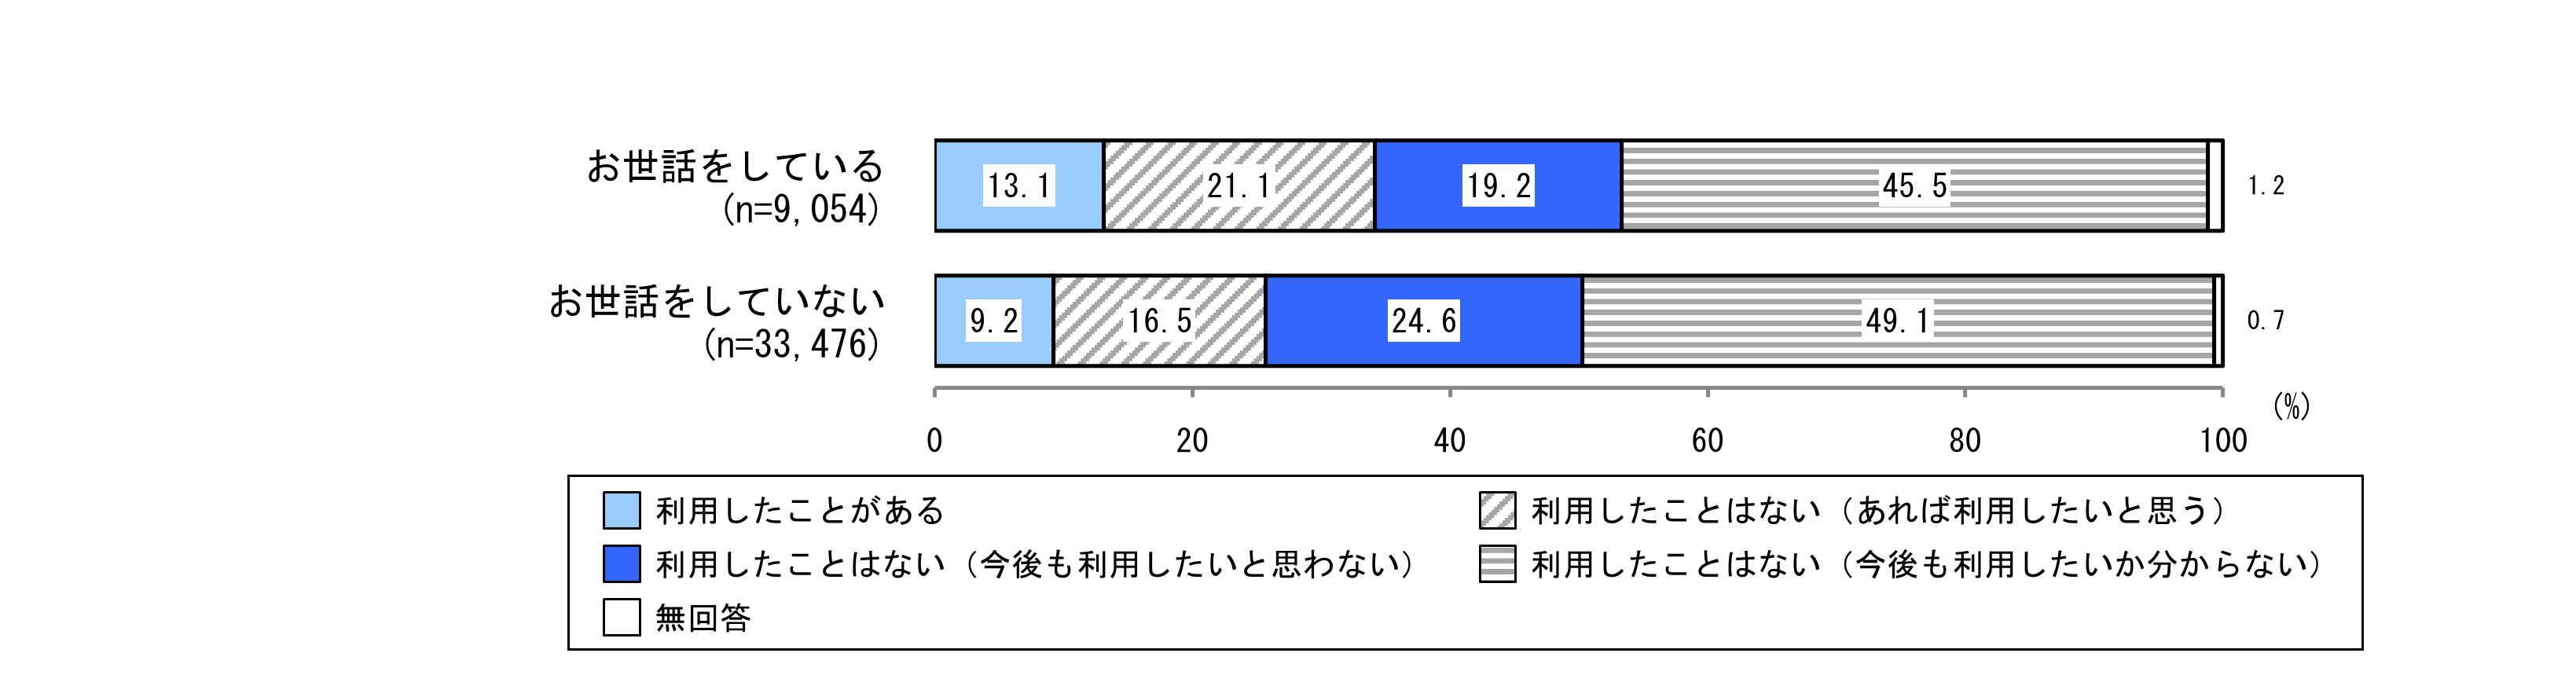 お世話をしている
(n=9,054)
13.1 21.1 19.2 45.5 1.2
お世話をしていない
(n=33,476)
9.2 16.5 24.6 49.1 0.7
(%)
0 20 40 60 80 100
利用したことがある 利用したことはない（あれば利用したいと思う）
利用したことはない（今後も利用したいと思わない） 利用したことはない（今後も利用したいか分からない）
無回答